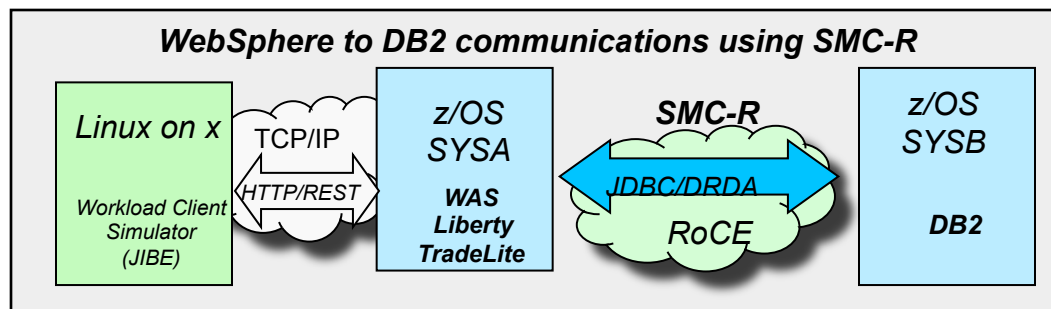 WebSphere to DB2 communications using SMC-R
Linux on x
Workload Client
Simulator
(JIBE)
TCP/IP
HTTP/REST
z/OS
SYSA
WAS
Liberty
TradeLite
SMC-R
JDBC/DRDA
RoCE
z/OS
SYSB
DB2